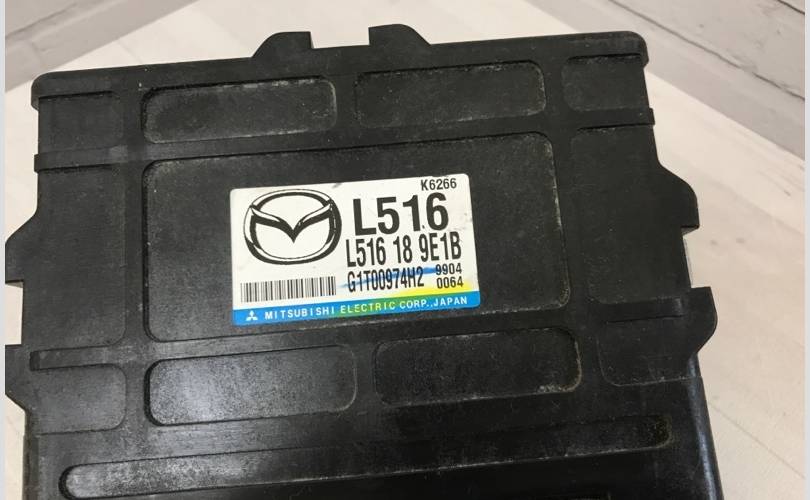 K6266
L516
L516 18 9E1B
G1T00974H2 9904
0064
MITSUBISHI ELECTRIC CORP., JAPAN